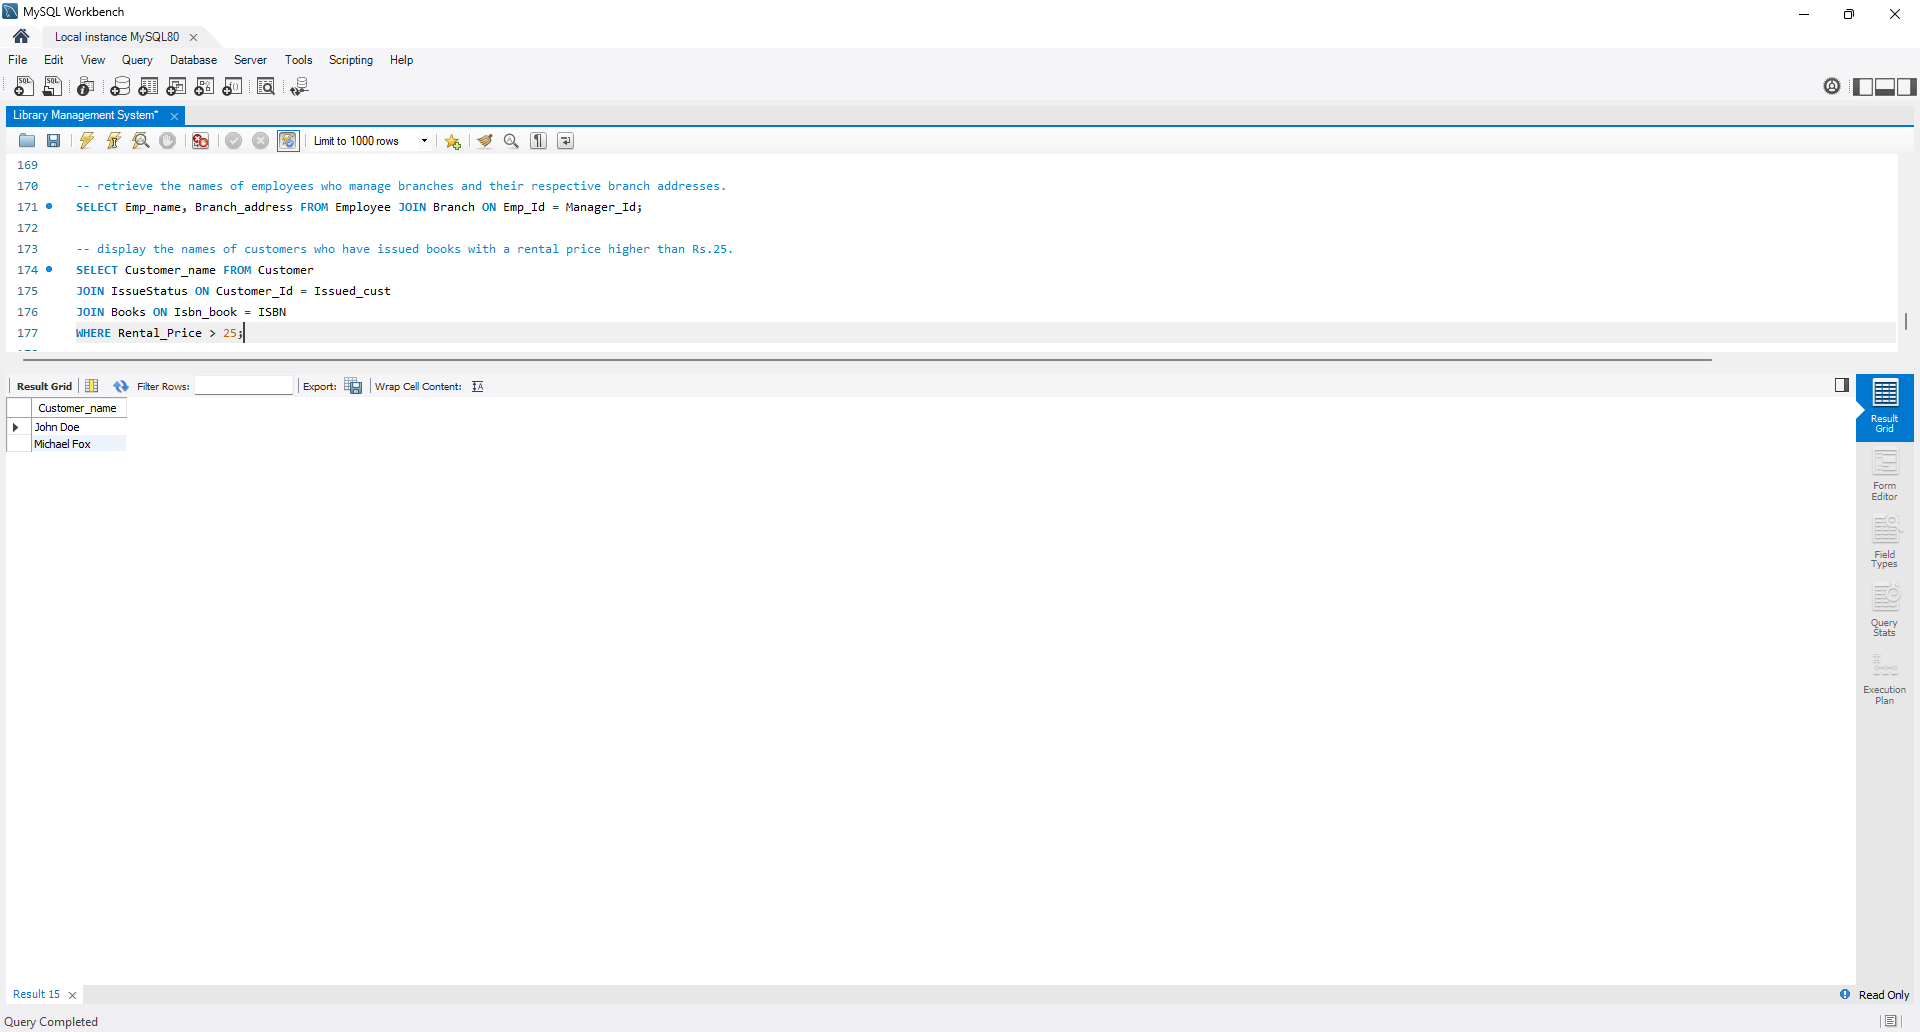 MySQL Workbench
Local instance MySQL80
File Edit View Query Database Server Tools Scripting Help
Library Management System*
Limit to 1000 rows
169
170 -- retrieve the names of employees who manage branches and their respective branch addresses.
171 SELECT Emp_name, Branch_address FROM Employee JOIN Branch ON Emp_Id = Manager_Id;
172
173 -- display the names of customers who have issued books with a rental price higher than Rs.25.
174 SELECT Customer_name FROM Customer
175 JOIN IssueStatus ON Customer_Id = Issued_cust
176 JOIN Books ON Isbn_book = ISBN
177 WHERE Rental_Price > 25;
Result Grid Filter Rows: Export: Wrap Cell Content:
Customer_name
John Doe
Michael Fox
Result
Grid
Form
Editor
Field
Types
Query
Stats
Execution
Plan
Result 15
Read Only
Query Completed